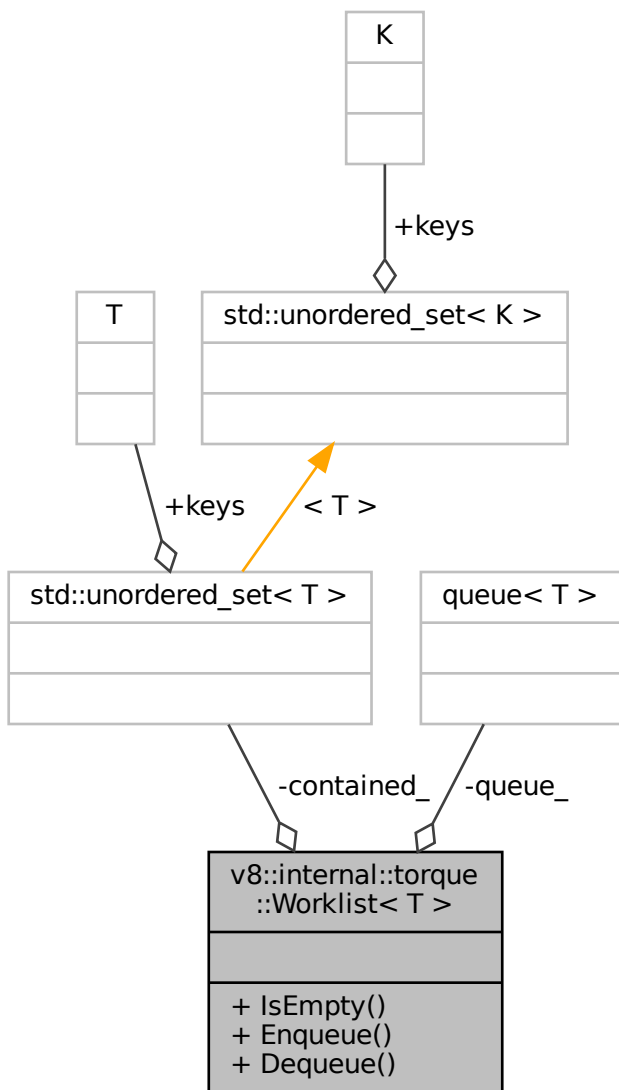 K
+keys
T
std::unordered_set< K >
+keys
< T >
std::unordered_set< T >
queue< T >
-contained_
-queue_
v8::internal::torque
::Worklist< T >
+ IsEmpty()
+ Enqueue()
+ Dequeue()